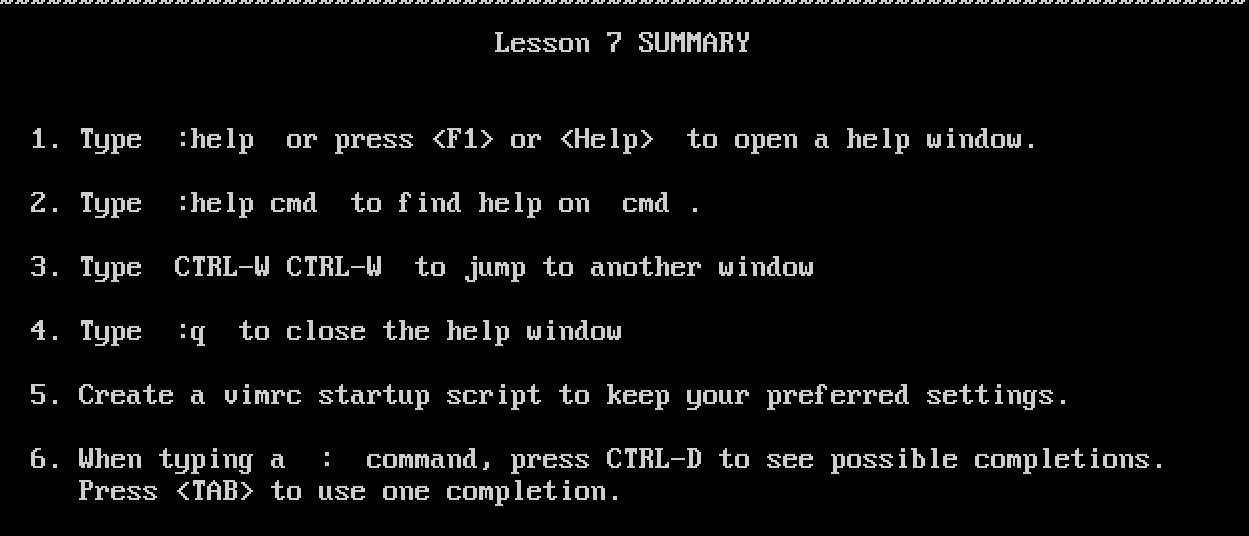 Lesson 7 SUMMARY
1. Type  :help  or press <F1> or <Help>  to open a help window.
2. Type  :help cmd  to find help on  cmd .
3. Type  CTRL-W CTRL-W  to jump to another window
4. Type  :q  to close the help window
5. Create a vimrc startup script to keep your preferred settings.
6. When typing a  :  command, press CTRL-D to see possible completions.
Press <TAB> to use one completion.